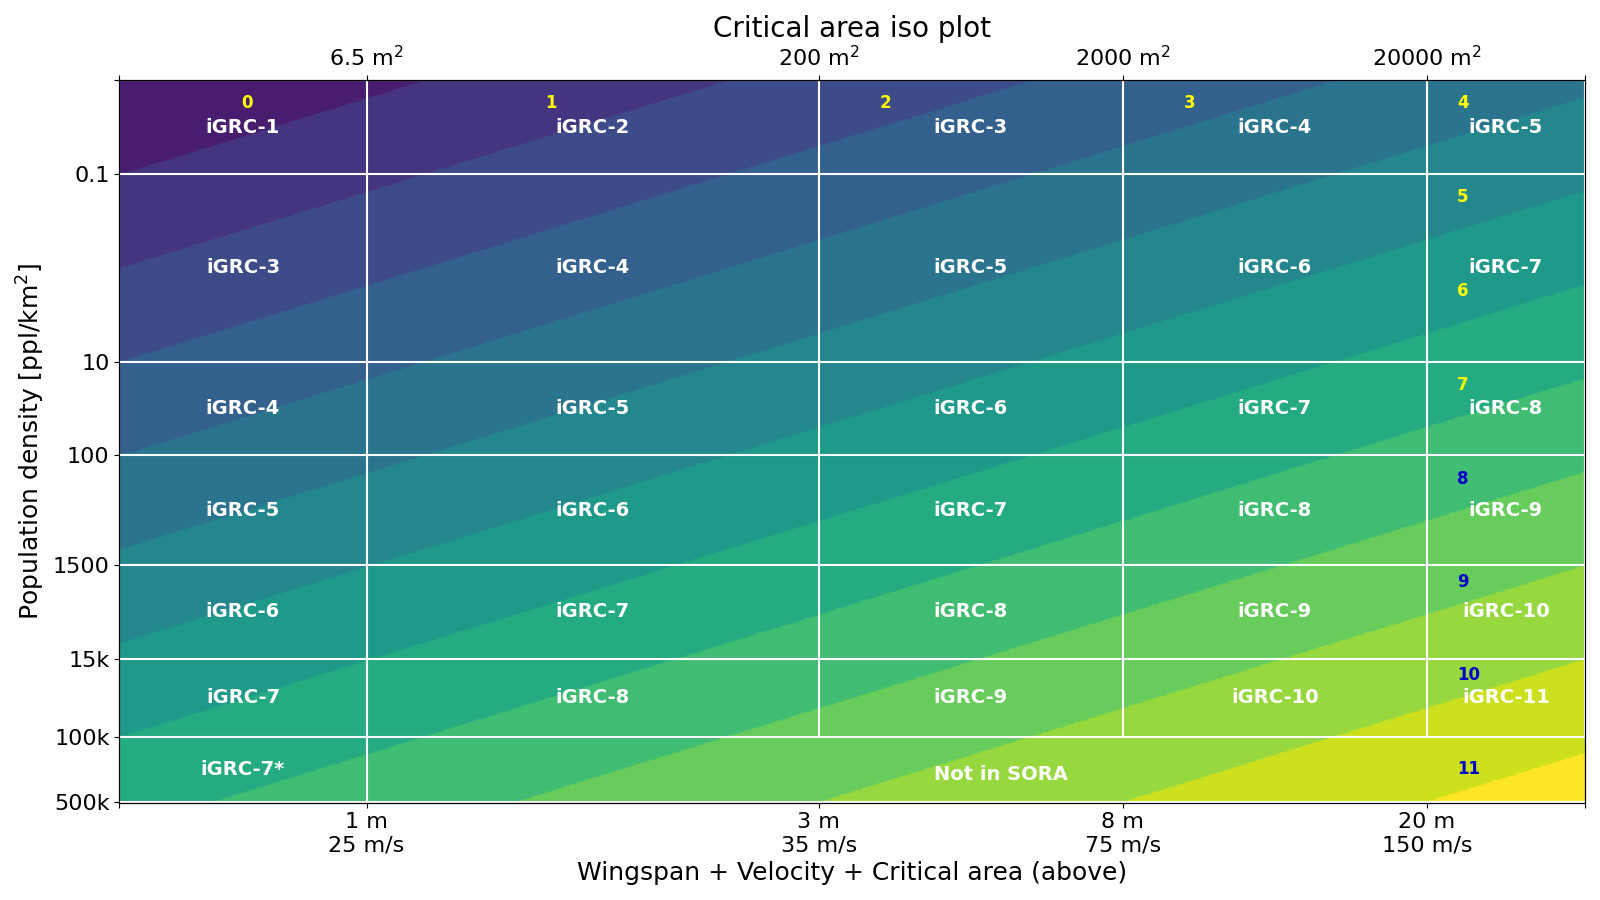 Critical area iso plot
6.5 m² 200 m² 2000 m² 20000 m²
0 1 2 3 4
iGRC-1 iGRC-2 iGRC-3 iGRC-4 iGRC-5
0.1
5
iGRC-3 iGRC-4 iGRC-5 iGRC-6 iGRC-7
6
10
7
iGRC-4 iGRC-5 iGRC-6 iGRC-7 iGRC-8
100
8
iGRC-5 iGRC-6 iGRC-7 iGRC-8 iGRC-9
1500
9
iGRC-6 iGRC-7 iGRC-8 iGRC-9 iGRC-10
15k
10
iGRC-7 iGRC-8 iGRC-9 iGRC-10 iGRC-11
100k
iGRC-7* Not in SORA 11
500k
Population density [ppl/km²]
1 m 3 m 8 m 20 m
25 m/s 35 m/s 75 m/s 150 m/s
Wingspan + Velocity + Critical area (above)